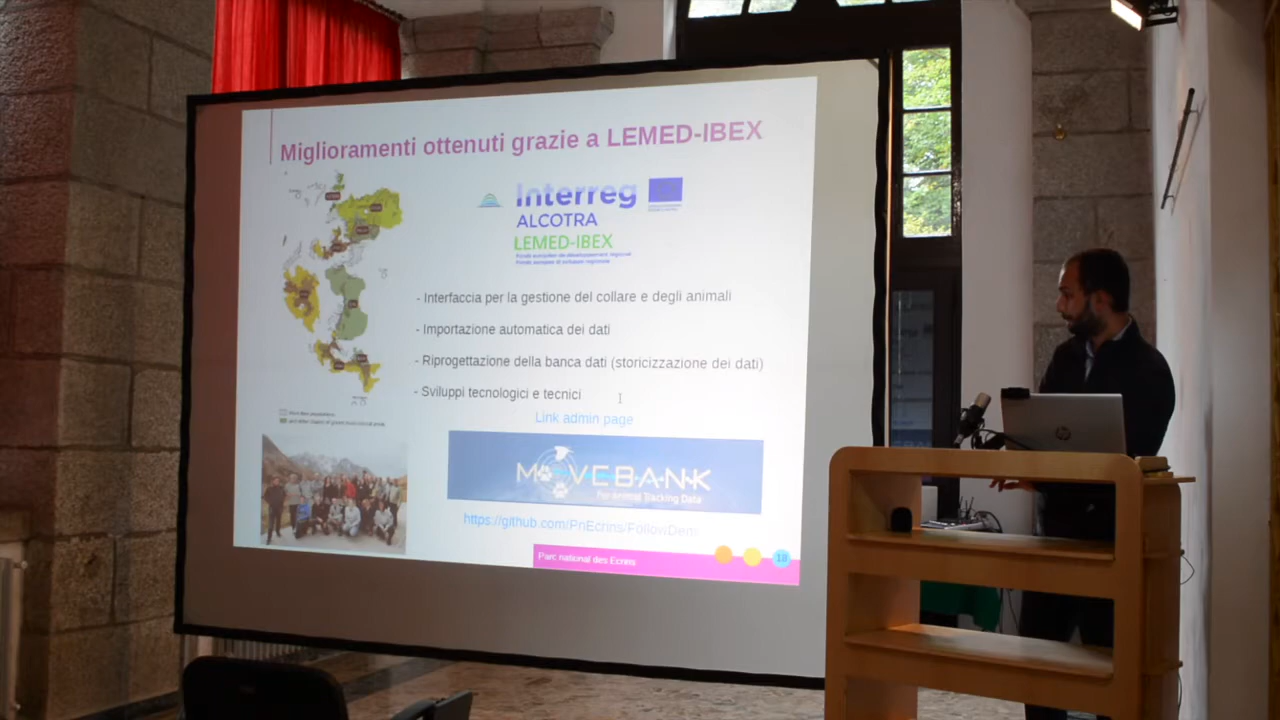 Miglioramenti ottenuti grazie a LEMED-IBEX
Interreg
ALCOTRA
LEMED-IBEX
- Interfaccia per la gestione del collare e degli animali
- Importazione automatica dei dati
- Riprogettazione della banca dati (storicizzazione dei dati)
- Sviluppi tecnologici e tecnici
Link admin page
MOVEBANK
For Animal Tracking Data
https://github.com/PnEcrins/FollowDem
Parc national des Ecrins
18
hp